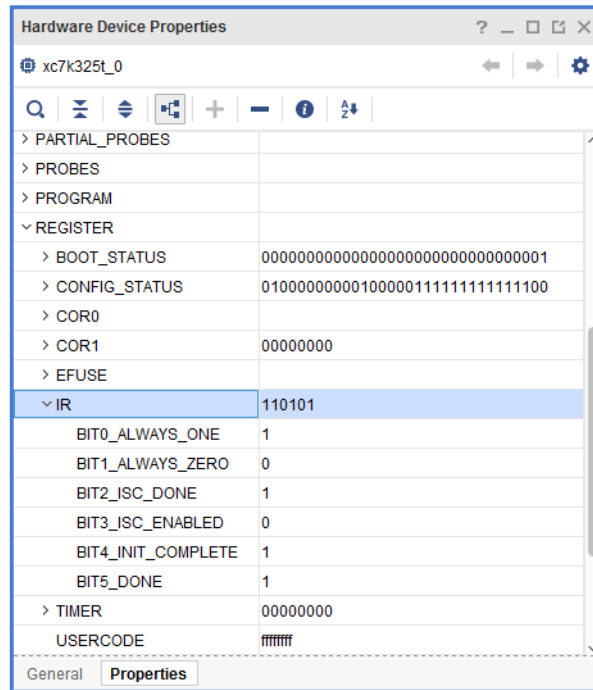 Hardware Device Properties
xc7k325t_0
PARTIAL_PROBES
PROBES
PROGRAM
REGISTER
BOOT_STATUS 00000000000000000000000000000001
CONFIG_STATUS 01000000000100000111111111111100
COR0
COR1 00000000
EFUSE
IR 110101
BIT0_ALWAYS_ONE 1
BIT1_ALWAYS_ZERO 0
BIT2_ISC_DONE 1
BIT3_ISC_ENABLED 0
BIT4_INIT_COMPLETE 1
BIT5_DONE 1
TIMER 00000000
USERCODE ffffffff
General Properties